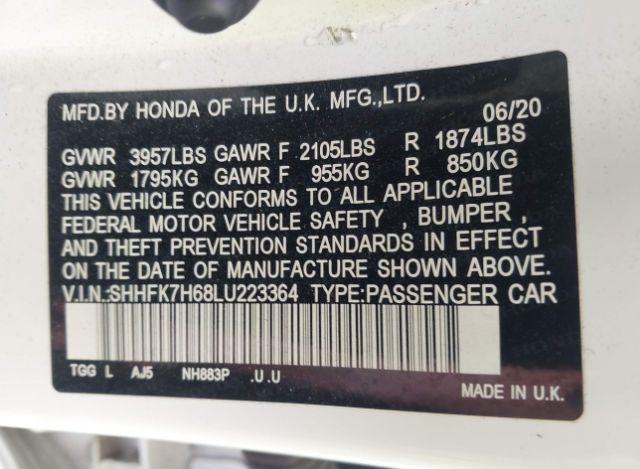 MFD.BY HONDA OF THE U.K. MFG.,LTD. 06/20
GVWR 3957LBS GAWR F 2105LBS R 1874LBS
GVWR 1795KG GAWR F 955KG R 850KG
THIS VEHICLE CONFORMS TO ALL APPLICABLE
FEDERAL MOTOR VEHICLE SAFETY , BUMPER ,
AND THEFT PREVENTION STANDARDS IN EFFECT
ON THE DATE OF MANUFACTURE SHOWN ABOVE.
V.I.N.:SHHFK7H68LU223364 TYPE:PASSENGER CAR
TGG L AJ5 NH883P .U .U
MADE IN U.K.